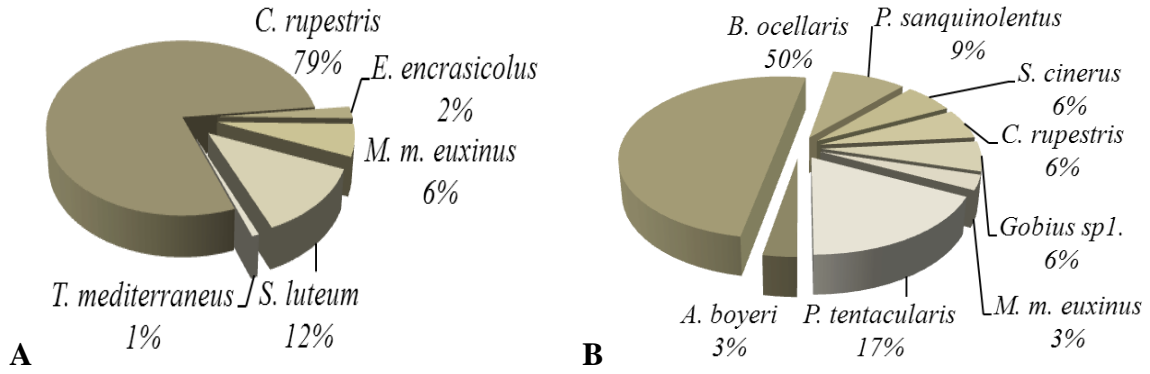 C. rupestris
79%
E. encrasicolus
2%
M. m. euxinus
6%
T. mediterraneus
1%
S. luteum
12%
A
B. ocellaris
50%
P. sanquinolentus
9%
S. cinerus
6%
C. rupestris
6%
Gobius sp1.
6%
M. m. euxinus
3%
A. boyeri
3%
P. tentacularis
17%
B